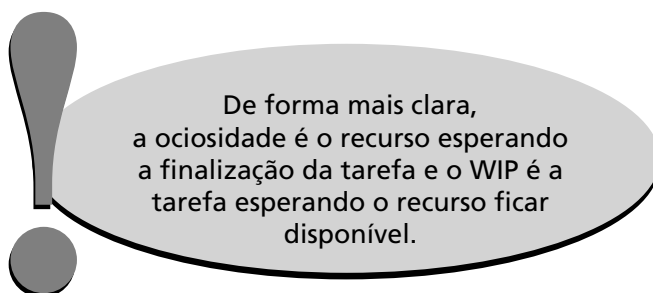 De forma mais clara,
a ociosidade é o recurso esperando
a finalização da tarefa e o WIP é a
tarefa esperando o recurso ficar
disponível.